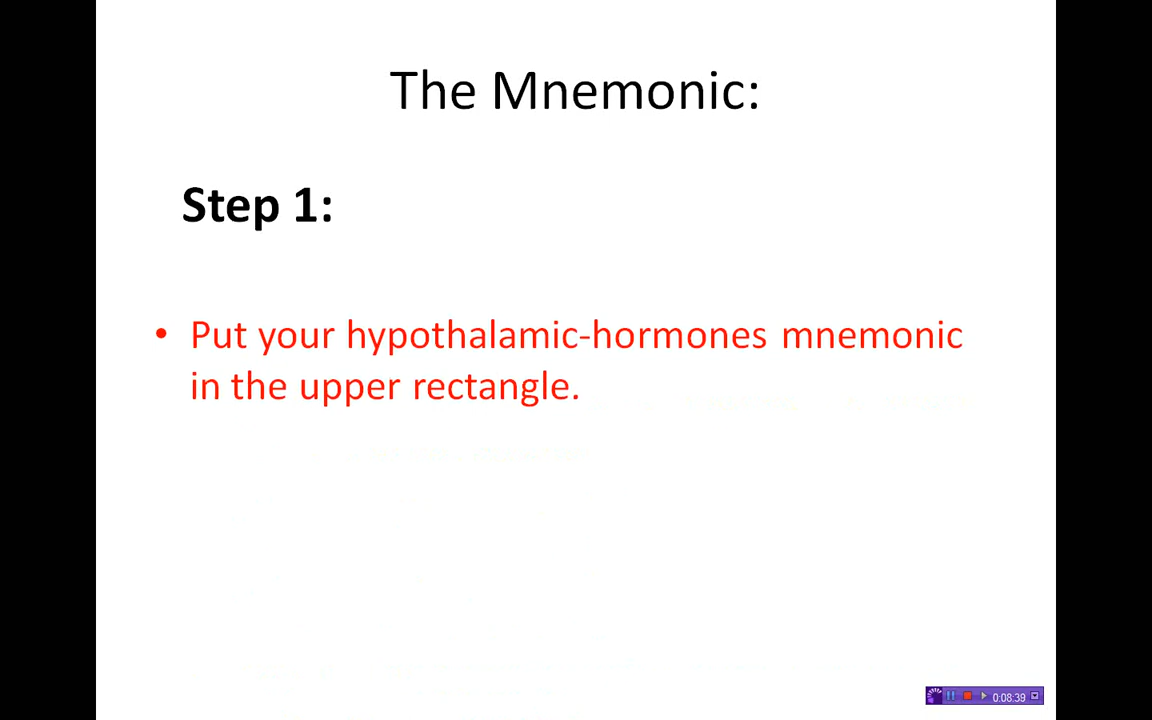 The Mnemonic:
Step 1:
• Put your hypothalamic-hormones mnemonic
in the upper rectangle.
0:08:39